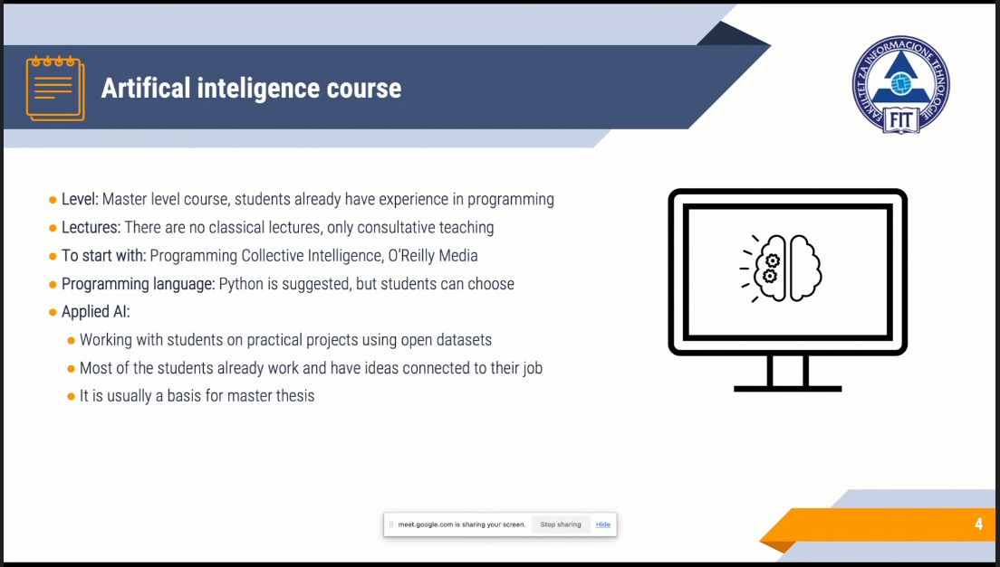 Artifical inteligence course
FAKULTET ZA INFORMACIONE TEHNOLOGIJE
FIT
Level: Master level course, students already have experience in programming
Lectures: There are no classical lectures, only consultative teaching
To start with: Programming Collective Intelligence, O'Reilly Media
Programming language: Python is suggested, but students can choose
Applied AI:
Working with students on practical projects using open datasets
Most of the students already work and have ideas connected to their job
It is usually a basis for master thesis
meet.google.com is sharing your screen. Stop sharing Hide
4